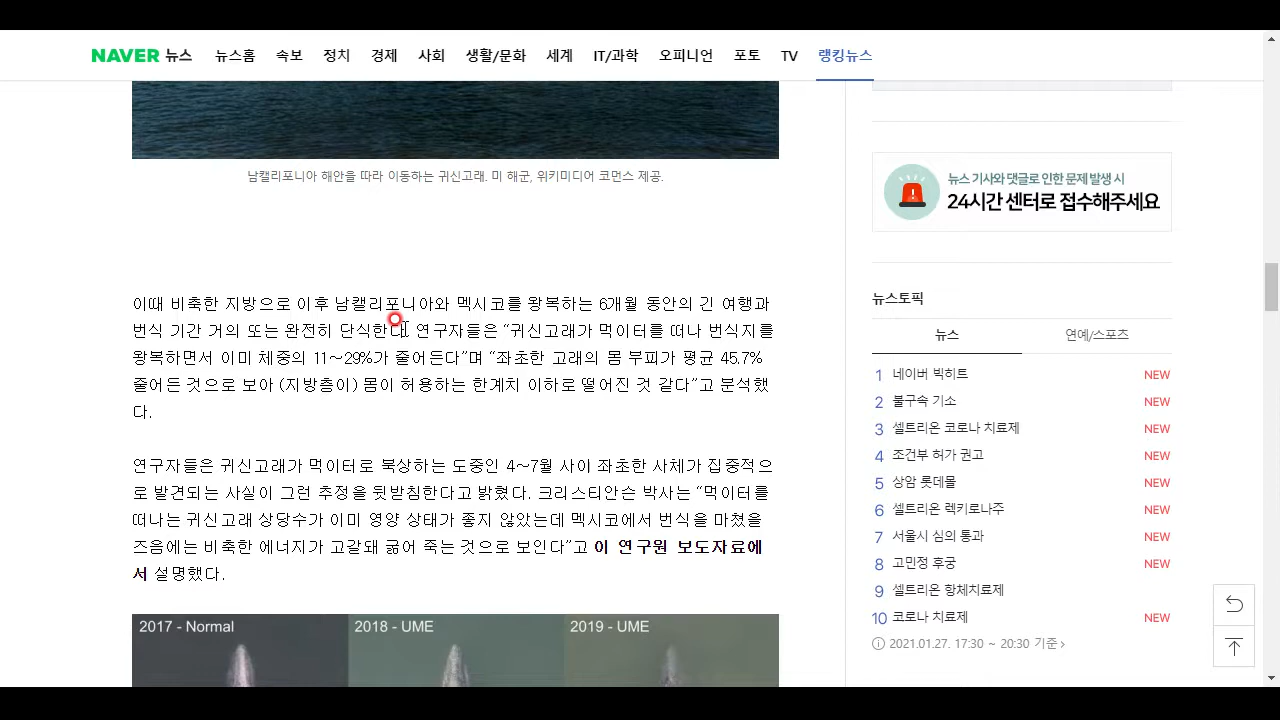 NAVER 뉴스 뉴스홈 속보 정치 경제 사회 생활/문화 세계 IT/과학 오피니언 포토 TV 랭킹뉴스
남캘리포니아 해안을 따라 이동하는 귀신고래. 미 해군, 위키미디어 코먼스 제공.
이때 비축한 지방으로 이후 남캘리포니아와 멕시코를 왕복하는 6개월 동안의 긴 여행과
번식 기간 거의 또는 완전히 단식한다. 연구자들은 “귀신고래가 먹이터를 떠나 번식지를
왕복하면서 이미 체중의 11~29%가 줄어든다”며 “좌초한 고래의 몸 부피가 평균 45.7%
줄어든 것으로 보아 (지방층이) 몸이 허용하는 한계치 이하로 떨어진 것 같다”고 분석했
다.
연구자들은 귀신고래가 먹이터로 북상하는 도중인 4~7월 사이 좌초한 사체가 집중적으
로 발견되는 사실이 그런 추정을 뒷받침한다고 밝혔다. 크리스티안슨 박사는 “먹이터를
떠나는 귀신고래 상당수가 이미 영양 상태가 좋지 않았는데 멕시코에서 번식을 마쳤을
즈음에는 비축한 에너지가 고갈돼 굶어 죽는 것으로 보인다”고 이 연구원 보도자료에
서 설명했다.
2017 - Normal 2018 - UME 2019 - UME
뉴스 기사와 댓글로 인한 문제 발생 시
24시간 센터로 접수해주세요
뉴스토픽
뉴스 연예/스포츠
1 네이버 빅히트 NEW
2 불구속 기소 NEW
3 셀트리온 코로나 치료제 NEW
4 조건부 허가 권고 NEW
5 상암 롯데몰 NEW
6 셀트리온 렉키로나주 NEW
7 서울시 심의 통과 NEW
8 고민정 후궁 NEW
9 셀트리온 항체치료제
10 코로나 치료제 NEW
2021.01.27. 17:30 ~ 20:30 기준